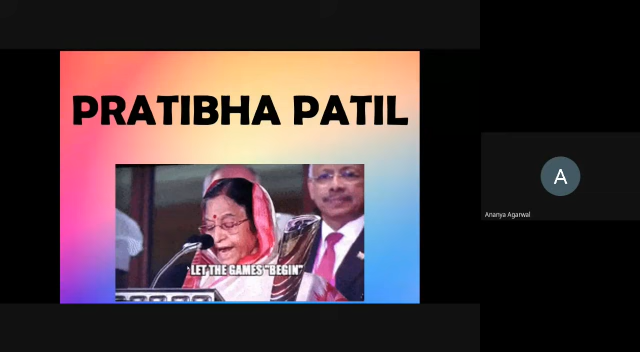 PRATIBHA PATIL
LET THE GAMES "BEGIN"
A
Ananya Agarwal